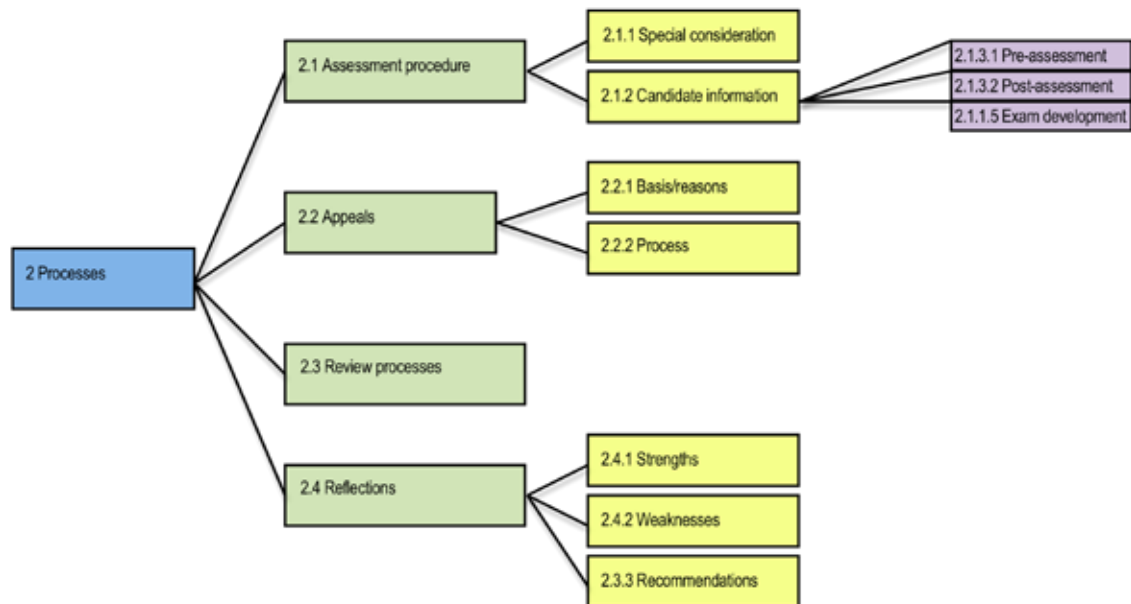 2 Processes
2.1 Assessment procedure
2.1.1 Special consideration
2.1.2 Candidate information
2.1.3.1 Pre-assessment
2.1.3.2 Post-assessment
2.1.1.5 Exam development
2.2 Appeals
2.2.1 Basis/reasons
2.2.2 Process
2.3 Review processes
2.4 Reflections
2.4.1 Strengths
2.4.2 Weaknesses
2.3.3 Recommendations